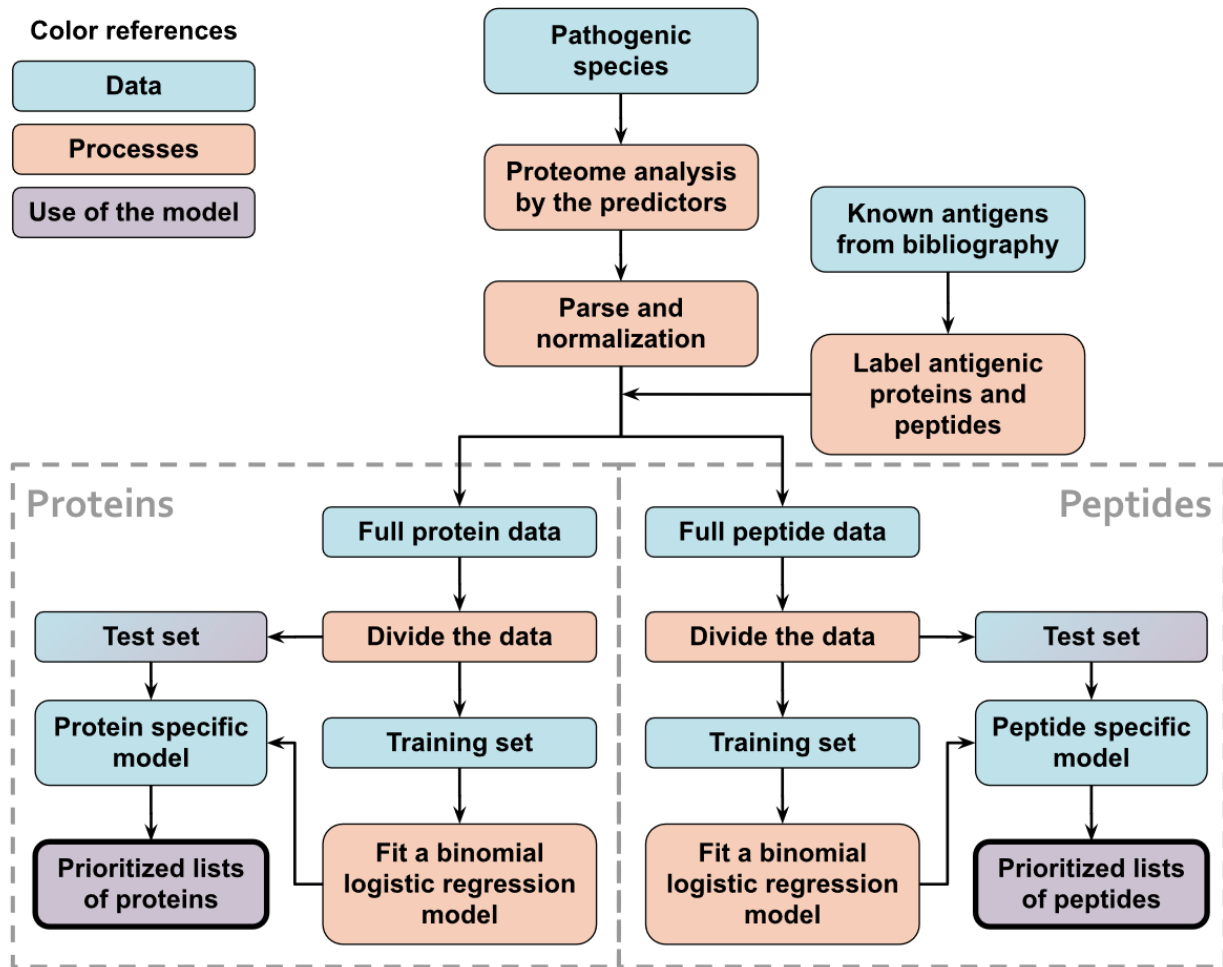 Color references
Data
Processes
Use of the model
Pathogenic
species
Proteome analysis
by the predictors
Known antigens
from bibliography
Parse and
normalization
Label antigenic
proteins and
peptides
Proteins
Full protein data
Test set
Divide the data
Protein specific
model
Training set
Prioritized lists
of proteins
Fit a binomial
logistic regression
model
Peptides
Full peptide data
Divide the data
Test set
Training set
Peptide specific
model
Fit a binomial
logistic regression
model
Prioritized lists
of peptides